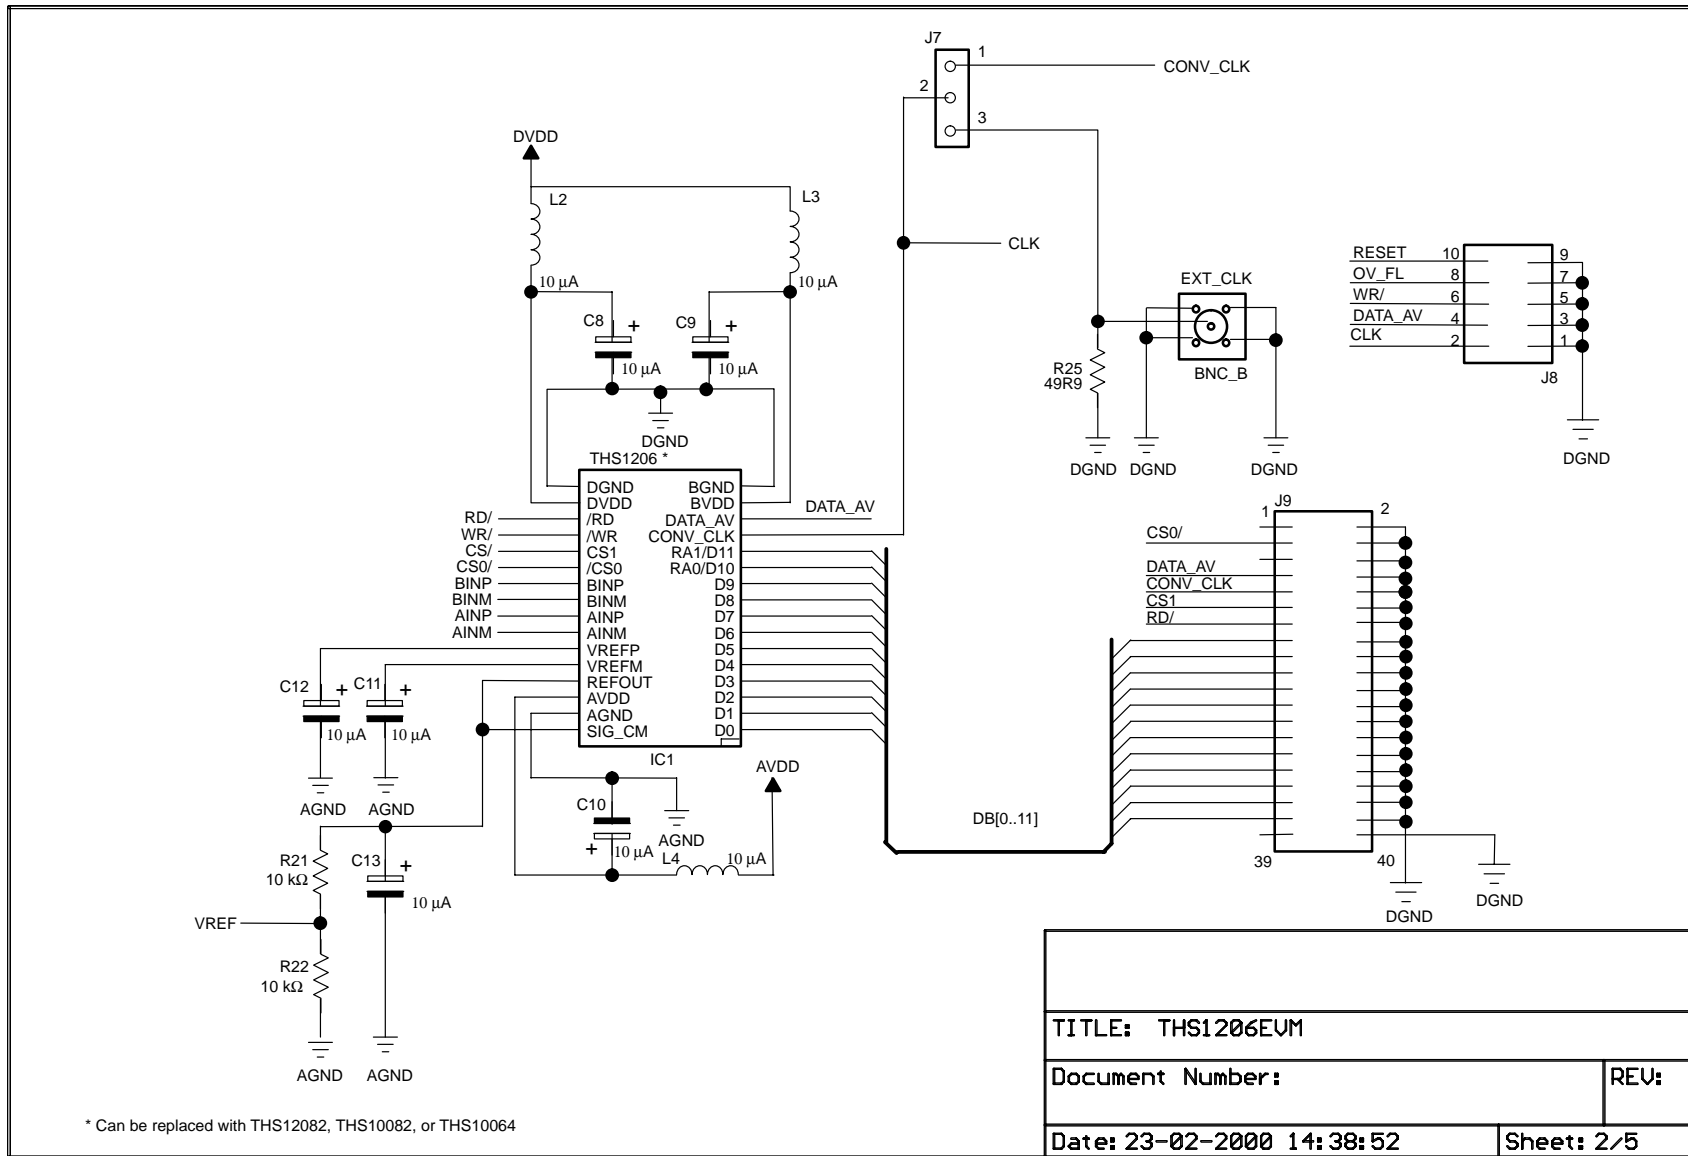 J7
1
CONV_CLK
2
3
DVDD
L2
L3
CLK
10 µA
10 µA
EXT_CLK
RESET 10 9
OV_FL 8 7
WR/ 6 5
DATA_AV 4 3
CLK 2 1
J8
DGND
C8 +
C9 +
10 µA
10 µA
R25
49R9
BNC_B
DGND
DGND
DGND
DGND
THS1206 *
DGND BGND
DVDD BVDD
RD/ /RD DATA_AV DATA_AV
WR/ /WR CONV_CLK
CS/ CS1 RA1/D11
CS0/ /CS0 RA0/D10
BINP BINP D9
BINM BINM D8
AINP AINP D7
AINM AINM D6
VREFP D5
VREFM D4
REFOUT D3
AVDD D2
AGND D1
SIG_CM D0
IC1
J9
1 2
CS0/
DATA_AV
CONV_CLK
CS1
RD/
39 40
DGND
DGND
DB[0..11]
C12 +
C11 +
10 µA
10 µA
AGND
AGND
AVDD
C10
AGND
+ 10 µA
L4
10 µA
R21
10 kΩ
C13 +
10 µA
VREF
R22
10 kΩ
AGND
AGND
* Can be replaced with THS12082, THS10082, or THS10064
TITLE: THS1206EVM
Document Number:
REV:
Date: 23-02-2000 14:38:52
Sheet: 2/5